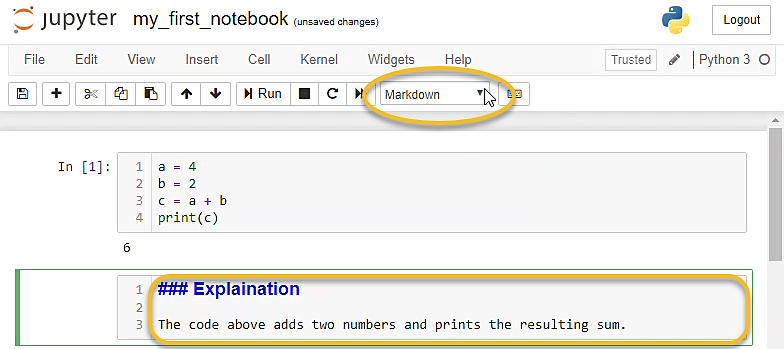 jupyter my_first_notebook (unsaved changes)
Logout
File Edit View Insert Cell Kernel Widgets Help Trusted Python 3
Run Markdown
In [1]: 1 a = 4
2 b = 2
3 c = a + b
4 print(c)
6
1 ### Explaination
2
3 The code above adds two numbers and prints the resulting sum.